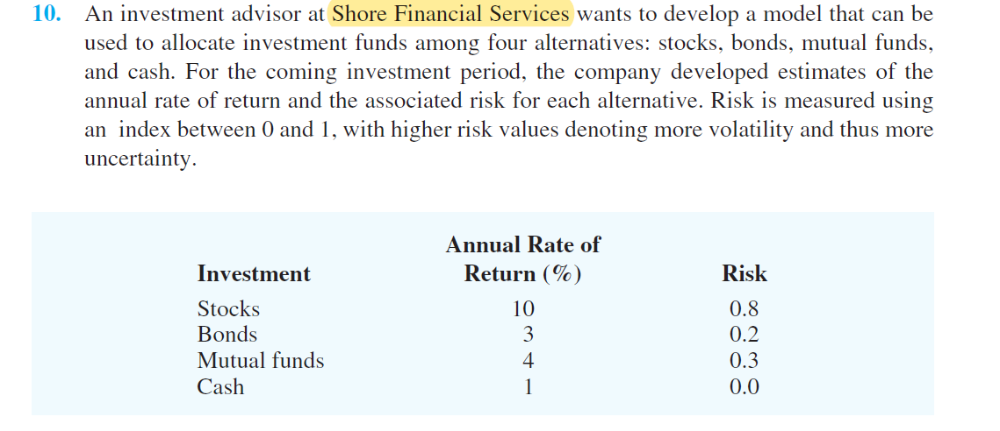 10. An investment advisor at Shore Financial Services wants to develop a model that can be
used to allocate investment funds among four alternatives: stocks, bonds, mutual funds,
and cash. For the coming investment period, the company developed estimates of the
annual rate of return and the associated risk for each alternative. Risk is measured using
an index between 0 and 1, with higher risk values denoting more volatility and thus more
uncertainty.
Annual Rate of
Investment Return (%) Risk
Stocks 10 0.8
Bonds 3 0.2
Mutual funds 4 0.3
Cash 1 0.0